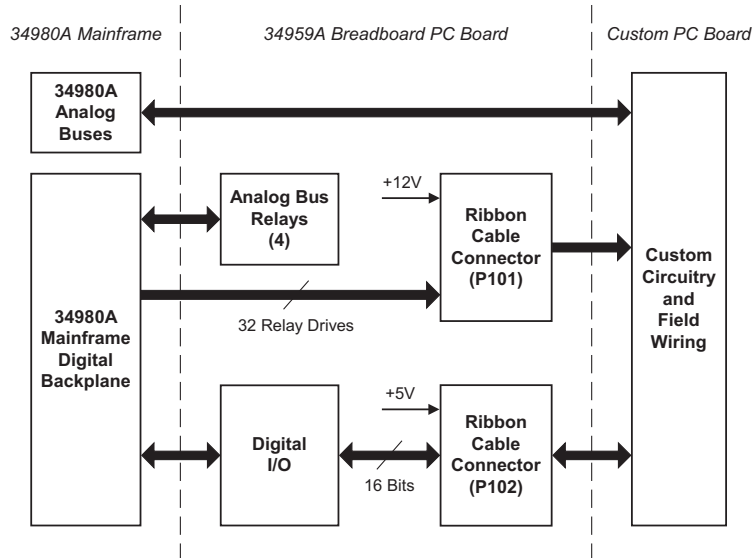 34980A Mainframe
34959A Breadboard PC Board
Custom PC Board
34980A
Analog
Buses
Analog Bus
Relays
(4)
+12V
Ribbon
Cable
Connector
(P101)
34980A
Mainframe
Digital
Backplane
32 Relay Drives
Custom
Circuitry
and
Field
Wiring
Digital
I/O
+5V
16 Bits
Ribbon
Cable
Connector
(P102)